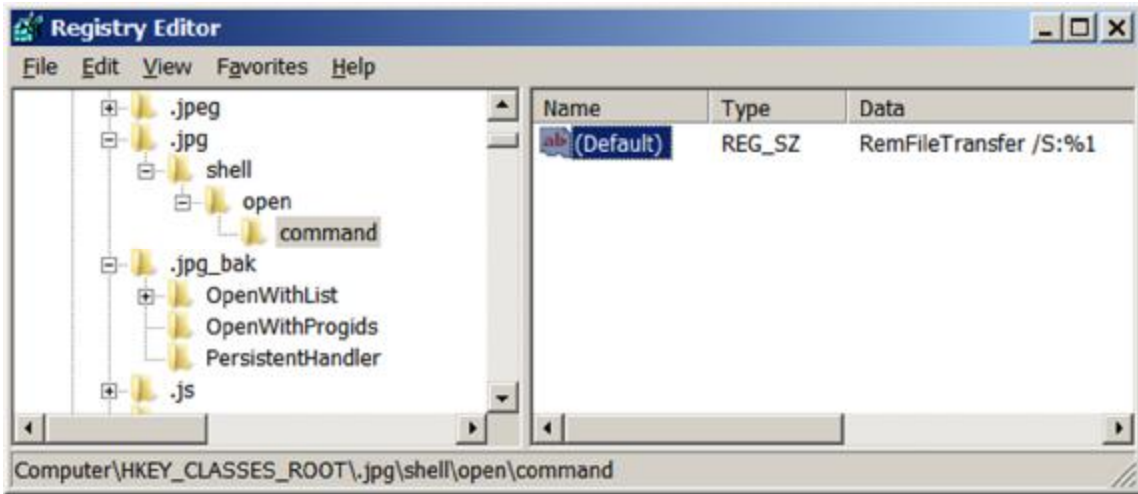 Registry Editor
File Edit View Favorites Help
.jpeg
.jpg
shell
open
command
.jpg_bak
OpenWithList
OpenWithProgids
PersistentHandler
.js
Name Type Data
(Default) REG_SZ RemFileTransfer /S:%1
Computer\HKEY_CLASSES_ROOT\.jpg\shell\open\command